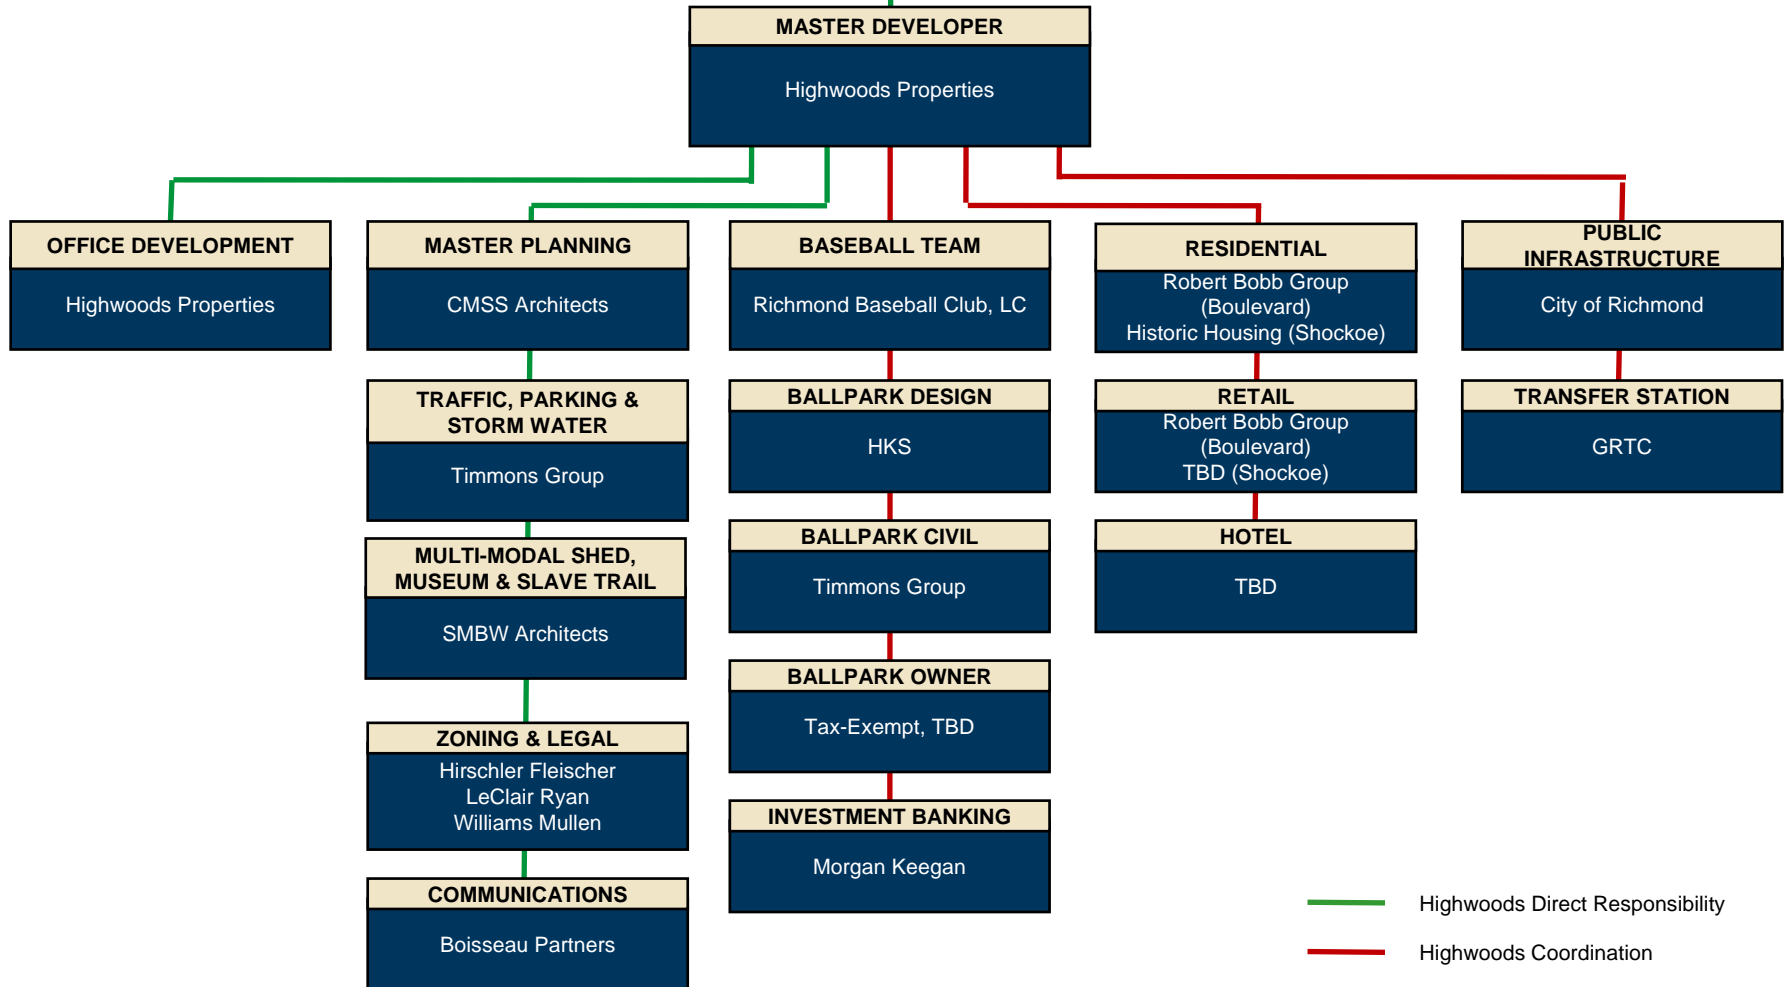 MASTER DEVELOPER
Highwoods Properties
OFFICE DEVELOPMENT
Highwoods Properties
MASTER PLANNING
CMSS Architects
TRAFFIC, PARKING &
STORM WATER
Timmons Group
MULTI-MODAL SHED,
MUSEUM & SLAVE TRAIL
SMBW Architects
ZONING & LEGAL
Hirschler Fleischer
LeClair Ryan
Williams Mullen
COMMUNICATIONS
Boisseau Partners
BASEBALL TEAM
Richmond Baseball Club, LC
BALLPARK DESIGN
HKS
BALLPARK CIVIL
Timmons Group
BALLPARK OWNER
Tax-Exempt, TBD
INVESTMENT BANKING
Morgan Keegan
RESIDENTIAL
Robert Bobb Group
(Boulevard)
Historic Housing (Shockoe)
RETAIL
Robert Bobb Group
(Boulevard)
TBD (Shockoe)
HOTEL
TBD
PUBLIC
INFRASTRUCTURE
City of Richmond
TRANSFER STATION
GRTC
Highwoods Direct Responsibility
Highwoods Coordination